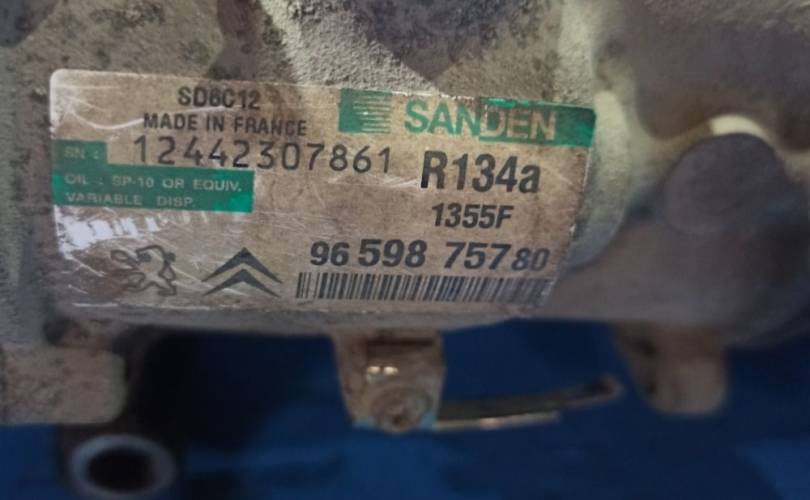 SD6C12
MADE IN FRANCE
SANDEN
SN :
12442307861
R134a
OIL : SP-10 OR EQUIV.
VARIABLE DISP.
1355F
96 598 757 80